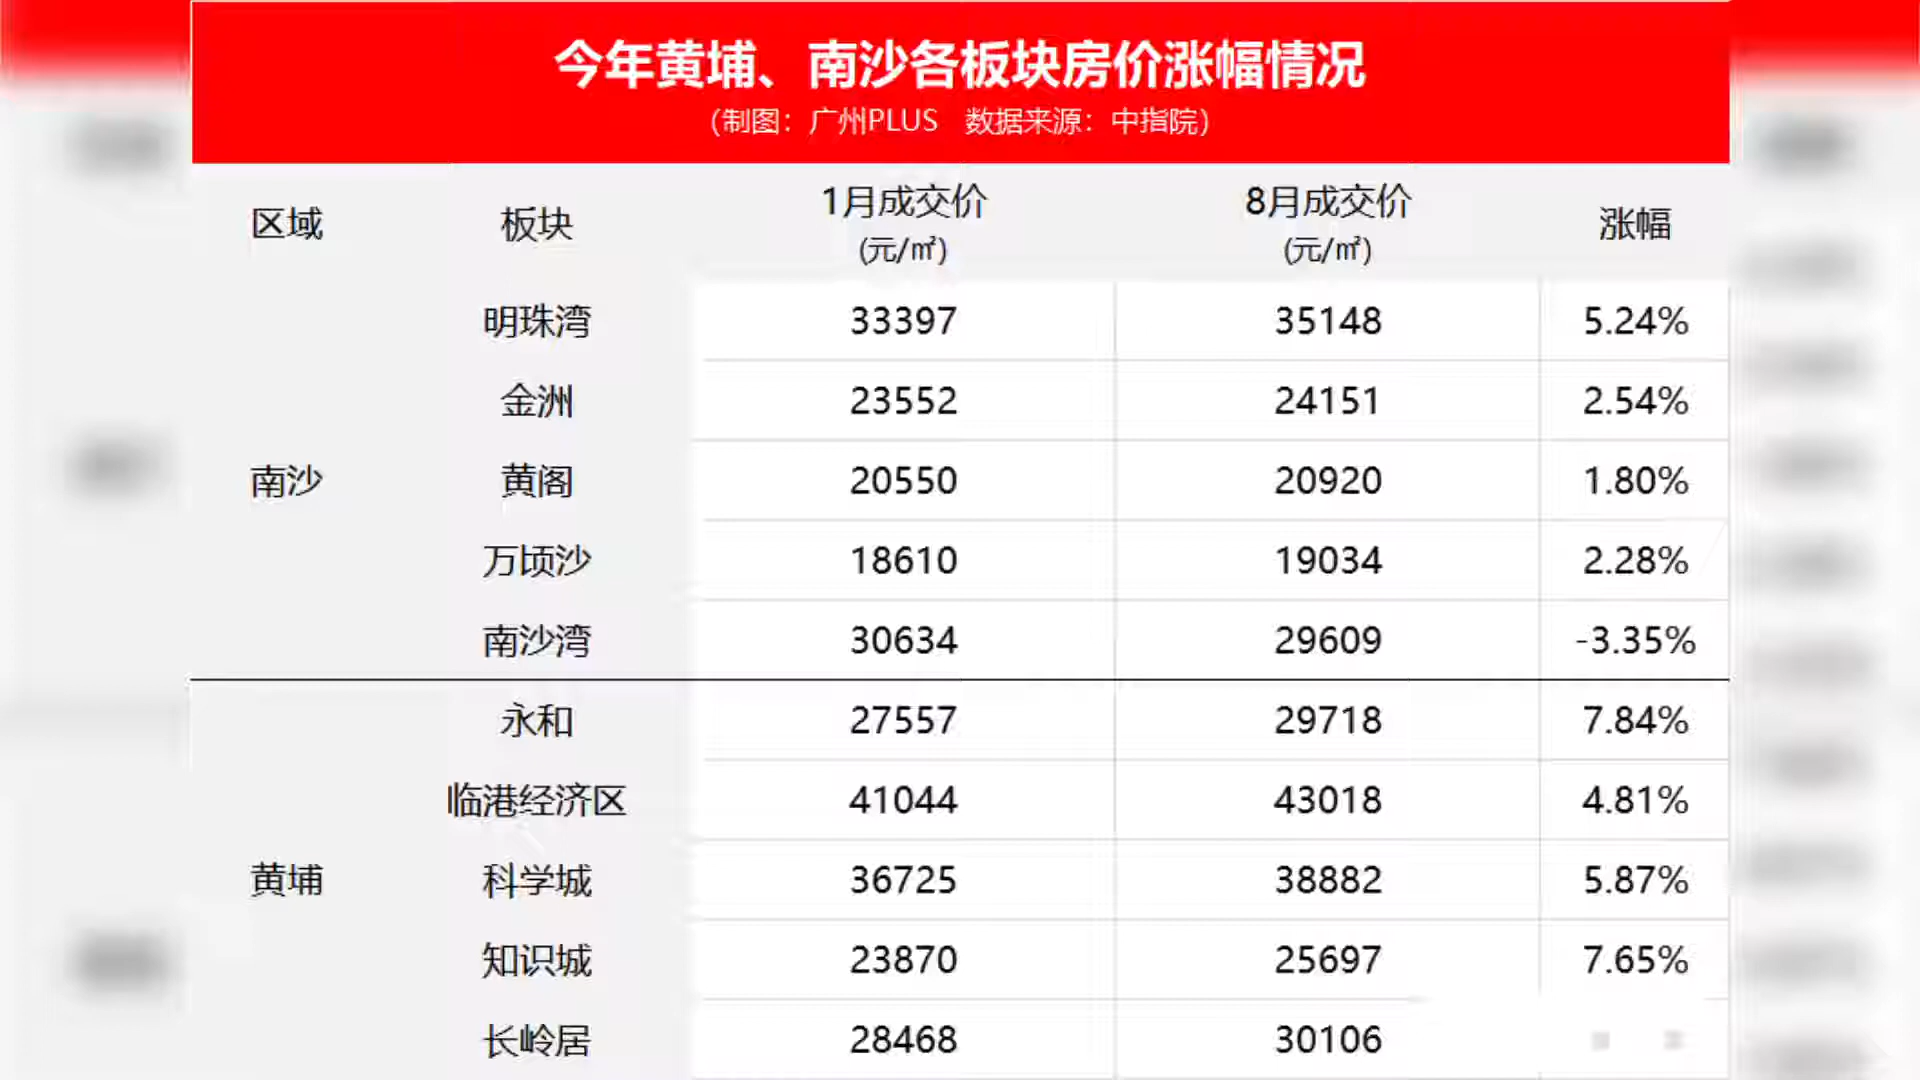 今年黄埔、南沙各板块房价涨幅情况
（制图：广州PLUS 数据来源：中指院）
区域 板块 1月成交价 (元/㎡) 8月成交价 (元/㎡) 涨幅
南沙
明珠湾 33397 35148 5.24%
金洲 23552 24151 2.54%
黄阁 20550 20920 1.80%
万顷沙 18610 19034 2.28%
南沙湾 30634 29609 -3.35%
黄埔
永和 27557 29718 7.84%
临港经济区 41044 43018 4.81%
科学城 36725 38882 5.87%
知识城 23870 25697 7.65%
长岭居 28468 30106